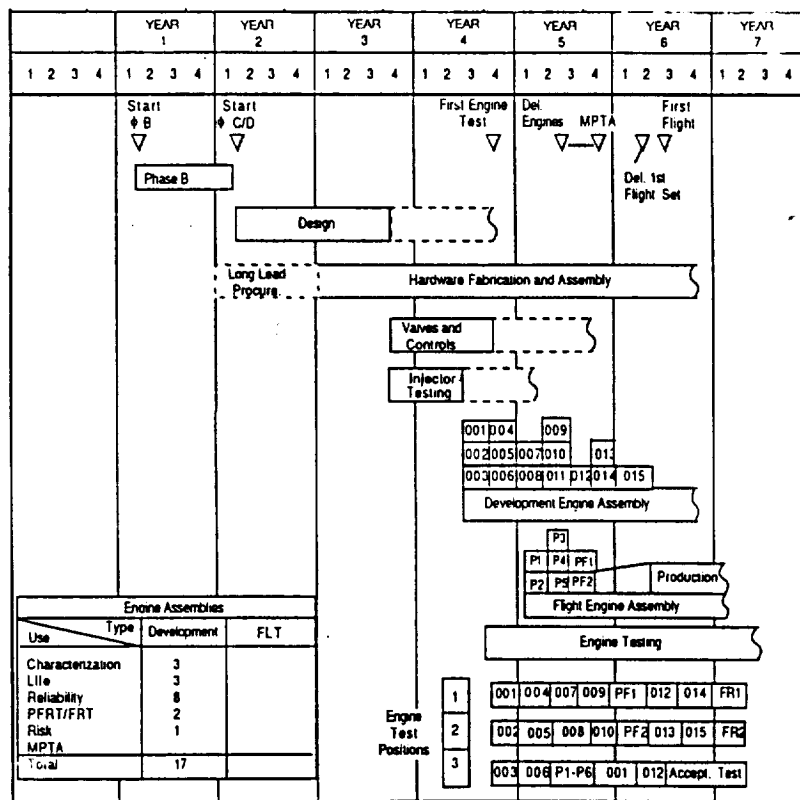 YEAR YEAR YEAR YEAR YEAR YEAR YEAR
1 2 3 4 5 6 7
1 2 3 4 1 2 3 4 1 2 3 4 1 2 3 4 1 2 3 4 1 2 3 4 1 2 3 4 1 2 3 4
Start
ϕ B
Start
ϕ C/D
First Engine
Test
Del.
Engines MPTA
First
Flight
Del. 1st
Flight Set
Phase B
Design
Long Lead
Procure.
Hardware Fabrication and Assembly
Valves and
Controls
Injector
Testing
001 004 009
002 005 007 010 013
003 006 008 011 012 014 015
Development Engine Assembly
P3
P1 P4 PF1
P2 P5 PF2
Production
Flight Engine Assembly
Engine Testing
Engine Assemblies
Use Type Development FLT
Characterization 3
Life 3
Reliability 8
PFRT/FRT 2
Risk 1
MPTA
Total 17
Engine
Test
Positions
1 001 004 007 009 PF1 012 014 FR1
2 002 005 008 010 PF2 013 015 FR2
3 003 006 P1-P6 001 012 Accept. Test